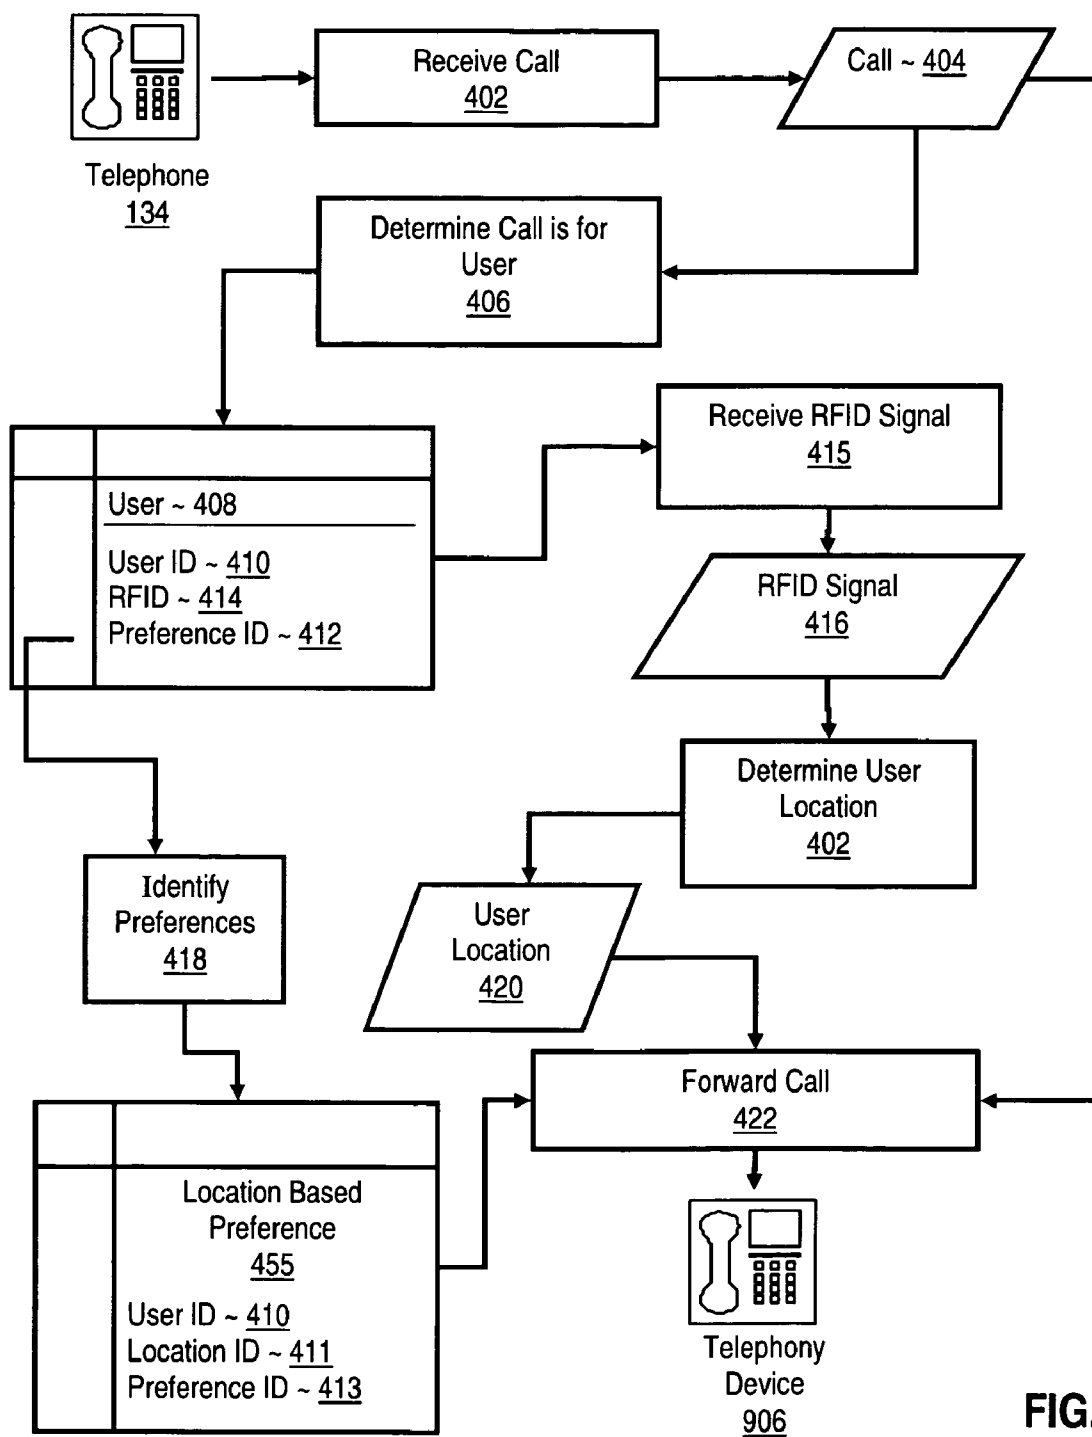 Receive Call
402
Call ~ 404
Telephone
134
Determine Call is for
User
406
Receive RFID Signal
415
User ~ 408
User ID ~ 410
RFID ~ 414
Preference ID ~ 412
RFID Signal
416
Determine User
Location
402
Identify
Preferences
418
User
Location
420
Forward Call
422
Location Based
Preference
455
User ID ~ 410
Location ID ~ 411
Preference ID ~ 413
Telephony
Device
906
FIG.